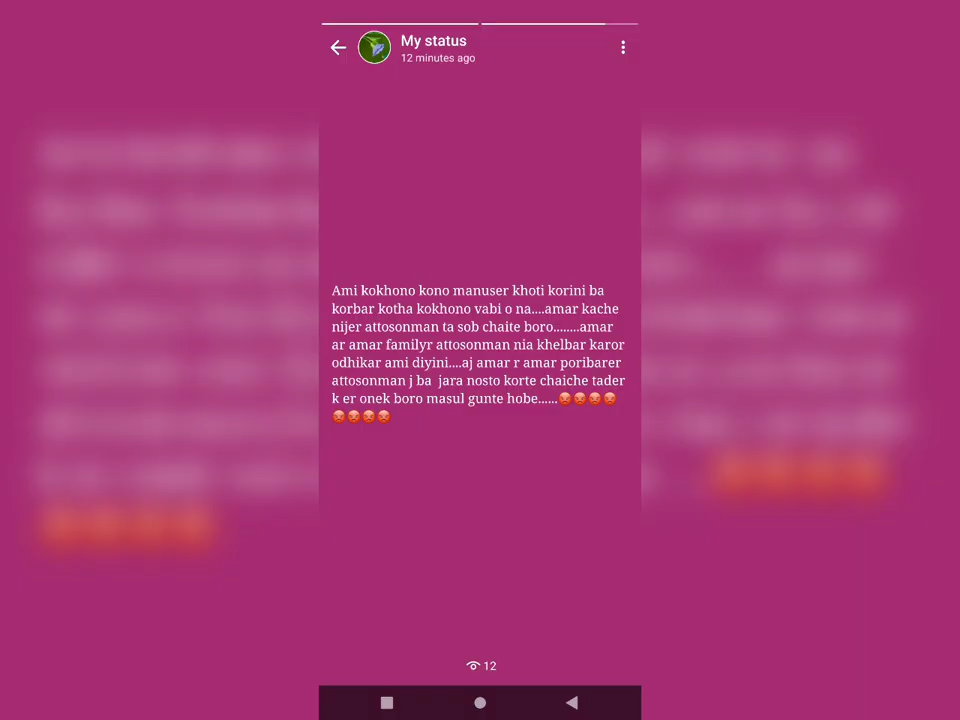 My status
12 minutes ago
Ami kokhono kono manuser khoti korini ba
korbar kotha kokhono vabi o na....amar kache
nijer attosonman ta sob chaite boro........amar
ar amar familyr attosonman nia khelbar karor
odhikar ami diyini....aj amar r amar poribarer
attosonman j ba  jara nosto korte chaiche tader
k er onek boro masul gunte hobe......😡😡😡😡
😡😡😡😡
12